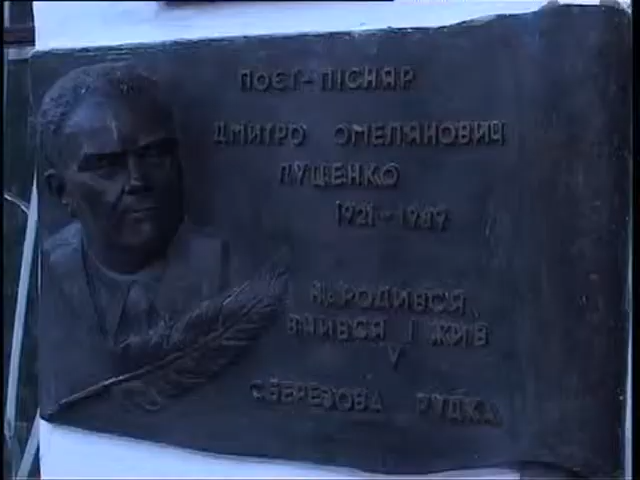 ПОЕТ-ПІСНЯР
ДМИТРО ОМЕЛЯНОВИЧ
ЛУЦЕНКО
1921-1989
НАРОДИВСЯ
ВЧИВСЯ І ЖИВ
У
С. БЕРЕЗОВА РУДКА